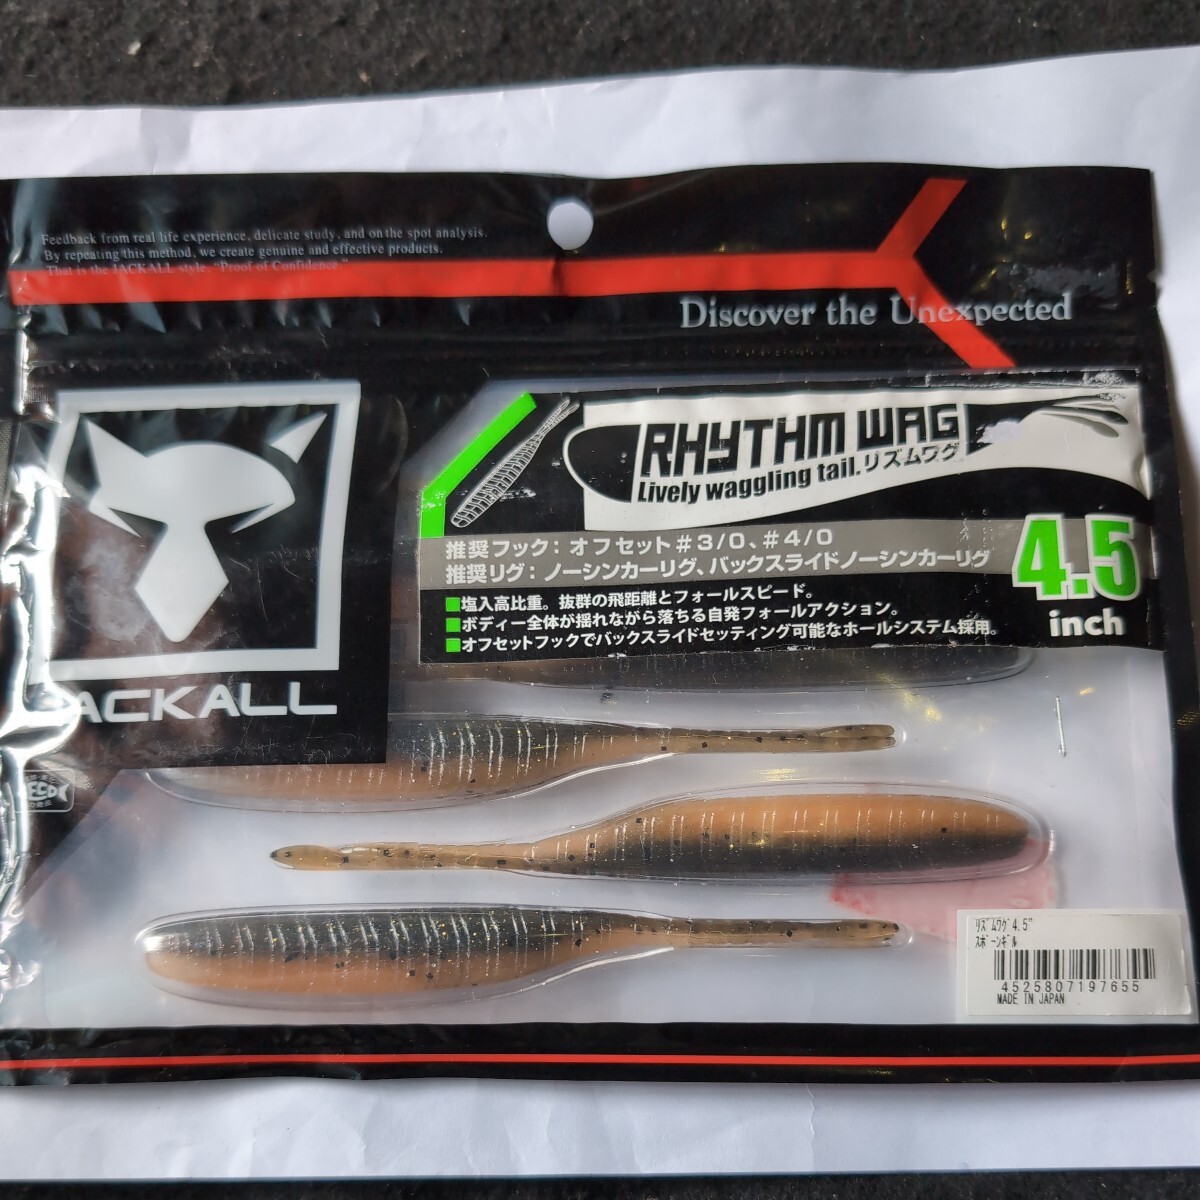 Feedback from real life experience, delicate study, and on the spot analysis.
By repeating this method, we create genuine and effective products.
That is the JACKALL style. "Proof of Confidence."
Discover the Unexpected
RHYTHM WAG
Lively waggling tail.リズムワグ
推奨フック：オフセット#3/0、#4/0
推奨リグ：ノーシンカーリグ、バックスライドノーシンカーリグ
4.5
inch
■塩入高比重。抜群の飛距離とフォールスピード。
■ボディー全体が揺れながら落ちる自発フォールアクション。
■オフセットフックでバックスライドセッティング可能なホールシステム採用。
ACKALL
ﾘｽﾞﾑﾜｸﾞ4.5"
ｽﾎﾟｰﾝｷﾞﾙ
4525807197655
MADE IN JAPAN